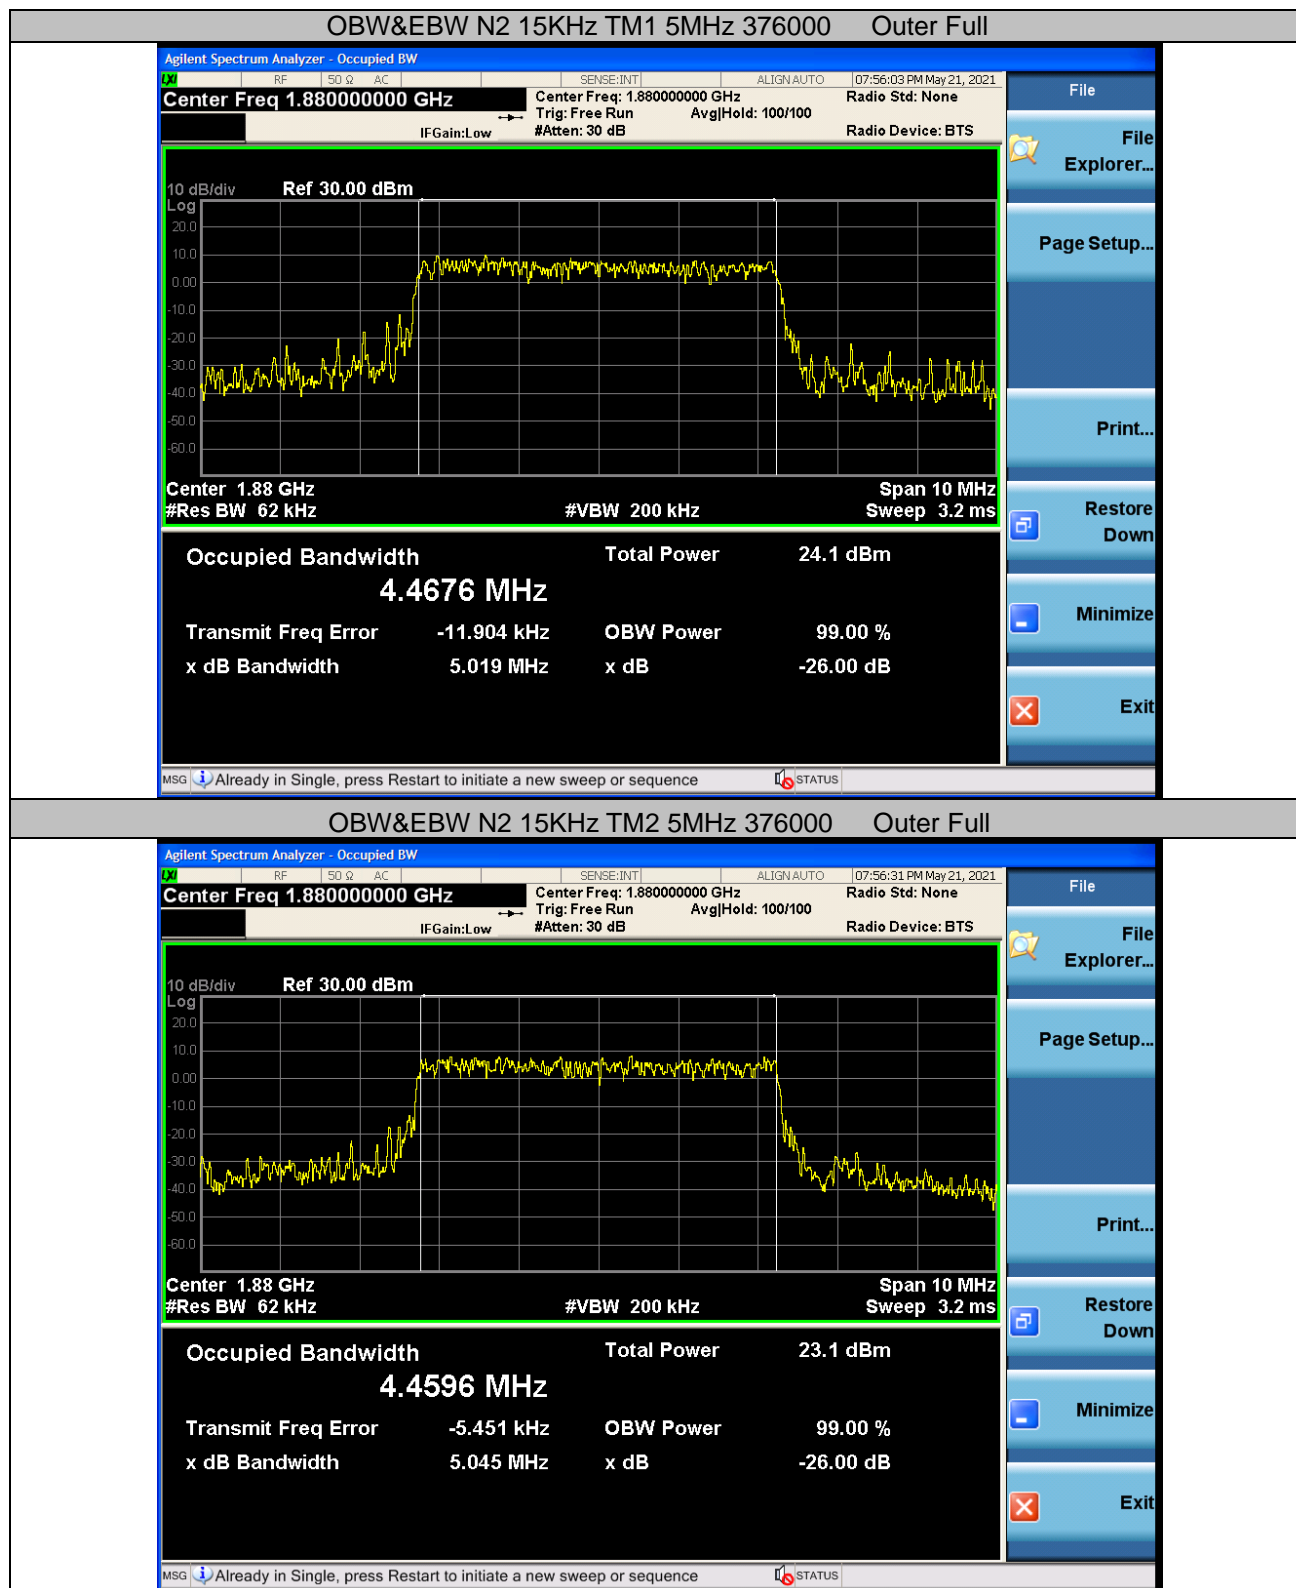 OBW&EBW N2 15KHz TM1 5MHz 376000 Outer Full
Agilent Spectrum Analyzer - Occupied BW
LXI RF 50 Ω AC SENSE:INT ALIGN AUTO 07:56:03 PM May 21, 2021
Center Freq 1.880000000 GHz
Center Freq: 1.880000000 GHz
Radio Std: None
Trig: Free Run Avg|Hold: 100/100
IFGain:Low #Atten: 30 dB Radio Device: BTS
10 dB/div Ref 30.00 dBm
Log
20.0
10.0
0.00
-10.0
-20.0
-30.0
-40.0
-50.0
-60.0
Center 1.88 GHz Span 10 MHz
#Res BW 62 kHz #VBW 200 kHz Sweep 3.2 ms
Occupied Bandwidth Total Power 24.1 dBm
4.4676 MHz
Transmit Freq Error -11.904 kHz OBW Power 99.00 %
x dB Bandwidth 5.019 MHz x dB -26.00 dB
MSG Already in Single, press Restart to initiate a new sweep or sequence STATUS
File
File
Explorer...
Page Setup...
Print...
Restore
Down
Minimize
Exit
OBW&EBW N2 15KHz TM2 5MHz 376000 Outer Full
Agilent Spectrum Analyzer - Occupied BW
LXI RF 50 Ω AC SENSE:INT ALIGN AUTO 07:56:31 PM May 21, 2021
Center Freq 1.880000000 GHz
Center Freq: 1.880000000 GHz
Radio Std: None
Trig: Free Run Avg|Hold: 100/100
IFGain:Low #Atten: 30 dB Radio Device: BTS
10 dB/div Ref 30.00 dBm
Log
20.0
10.0
0.00
-10.0
-20.0
-30.0
-40.0
-50.0
-60.0
Center 1.88 GHz Span 10 MHz
#Res BW 62 kHz #VBW 200 kHz Sweep 3.2 ms
Occupied Bandwidth Total Power 23.1 dBm
4.4596 MHz
Transmit Freq Error -5.451 kHz OBW Power 99.00 %
x dB Bandwidth 5.045 MHz x dB -26.00 dB
MSG Already in Single, press Restart to initiate a new sweep or sequence STATUS
File
File
Explorer...
Page Setup...
Print...
Restore
Down
Minimize
Exit